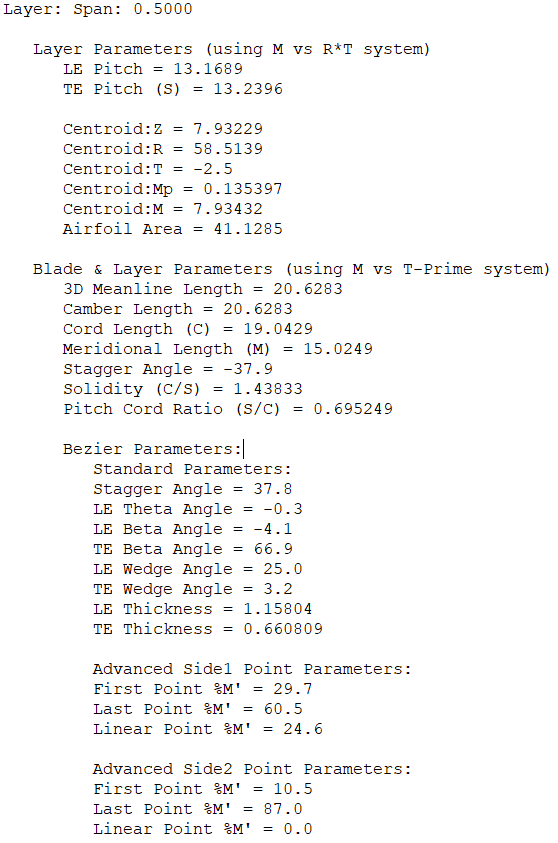 Layer: Span: 0.5000
Layer Parameters (using M vs R*T system)
LE Pitch = 13.1689
TE Pitch (S) = 13.2396
Centroid:Z = 7.93229
Centroid:R = 58.5139
Centroid:T = -2.5
Centroid:Mp = 0.135397
Centroid:M = 7.93432
Airfoil Area = 41.1285
Blade & Layer Parameters (using M vs T-Prime system)
3D Meanline Length = 20.6283
Camber Length = 20.6283
Cord Length (C) = 19.0429
Meridional Length (M) = 15.0249
Stagger Angle = -37.9
Solidity (C/S) = 1.43833
Pitch Cord Ratio (S/C) = 0.695249
Bezier Parameters:
Standard Parameters:
Stagger Angle = 37.8
LE Theta Angle = -0.3
LE Beta Angle = -4.1
TE Beta Angle = 66.9
LE Wedge Angle = 25.0
TE Wedge Angle = 3.2
LE Thickness = 1.15804
TE Thickness = 0.660809
Advanced Side1 Point Parameters:
First Point %M' = 29.7
Last Point %M' = 60.5
Linear Point %M' = 24.6
Advanced Side2 Point Parameters:
First Point %M' = 10.5
Last Point %M' = 87.0
Linear Point %M' = 0.0